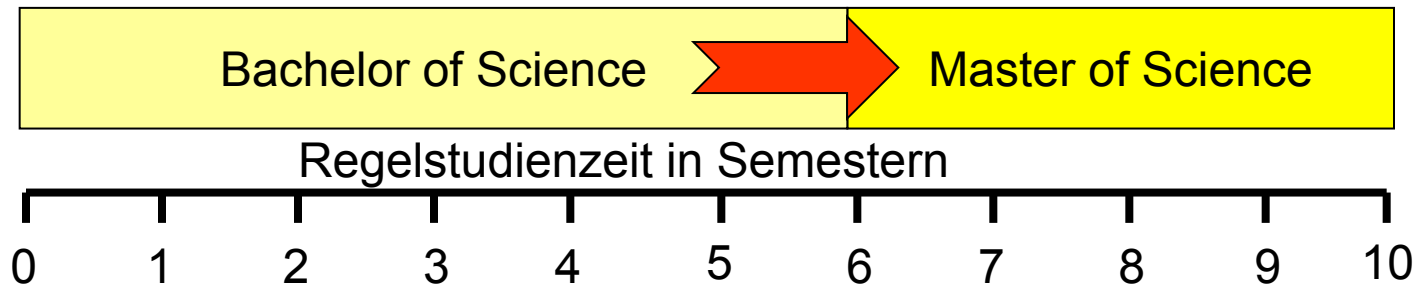 Bachelor of Science Master of Science
Regelstudienzeit in Semestern
0 1 2 3 4 5 6 7 8 9 10